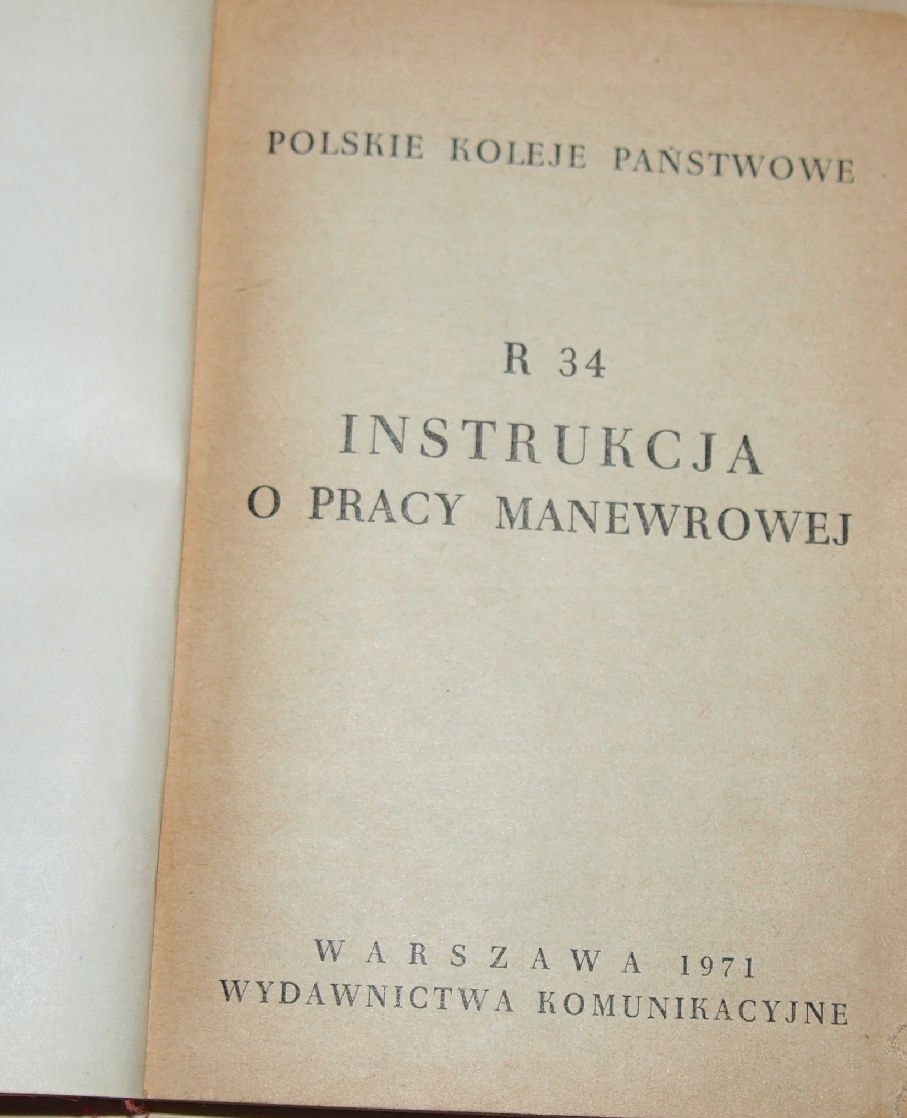 POLSKIE KOLEJE PAŃSTWOWE
R 34
INSTRUKCJA
O PRACY MANEWROWEJ
WARSZAWA 1971
WYDAWNICTWA KOMUNIKACYJNE